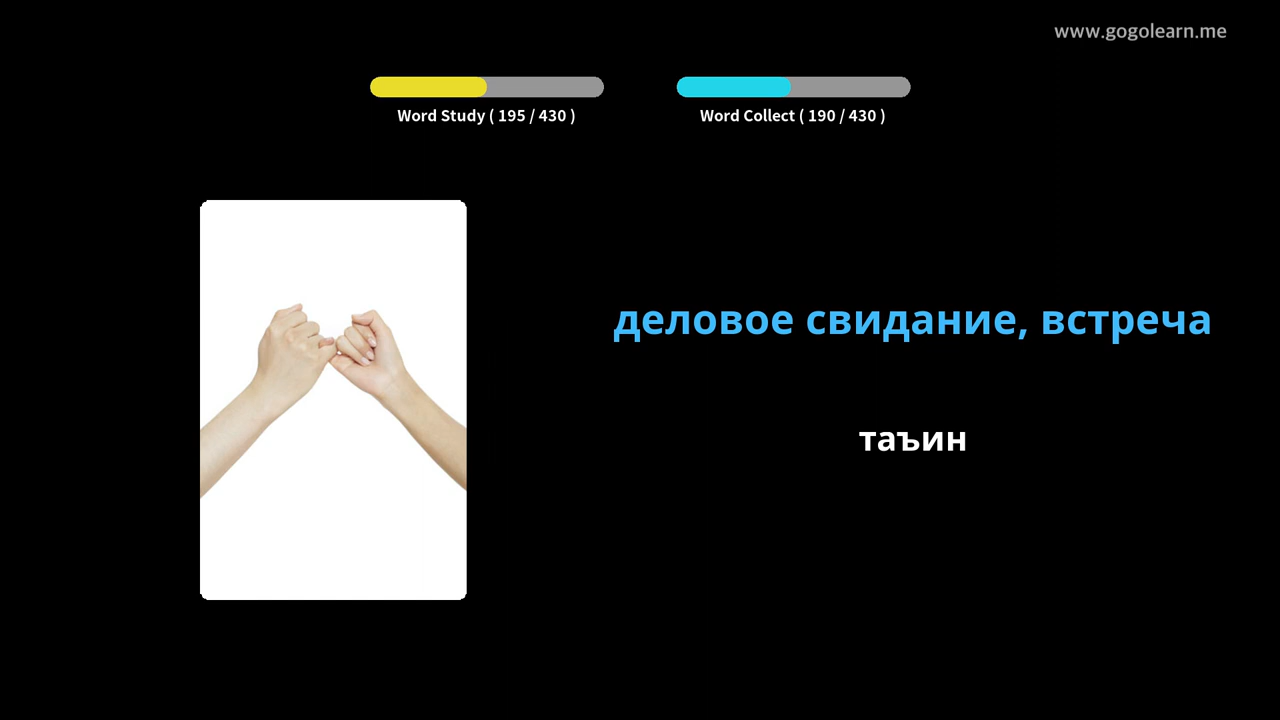 www.gogolearn.me
Word Study ( 195 / 430 )
Word Collect ( 190 / 430 )
деловое свидание, встреча
таъин